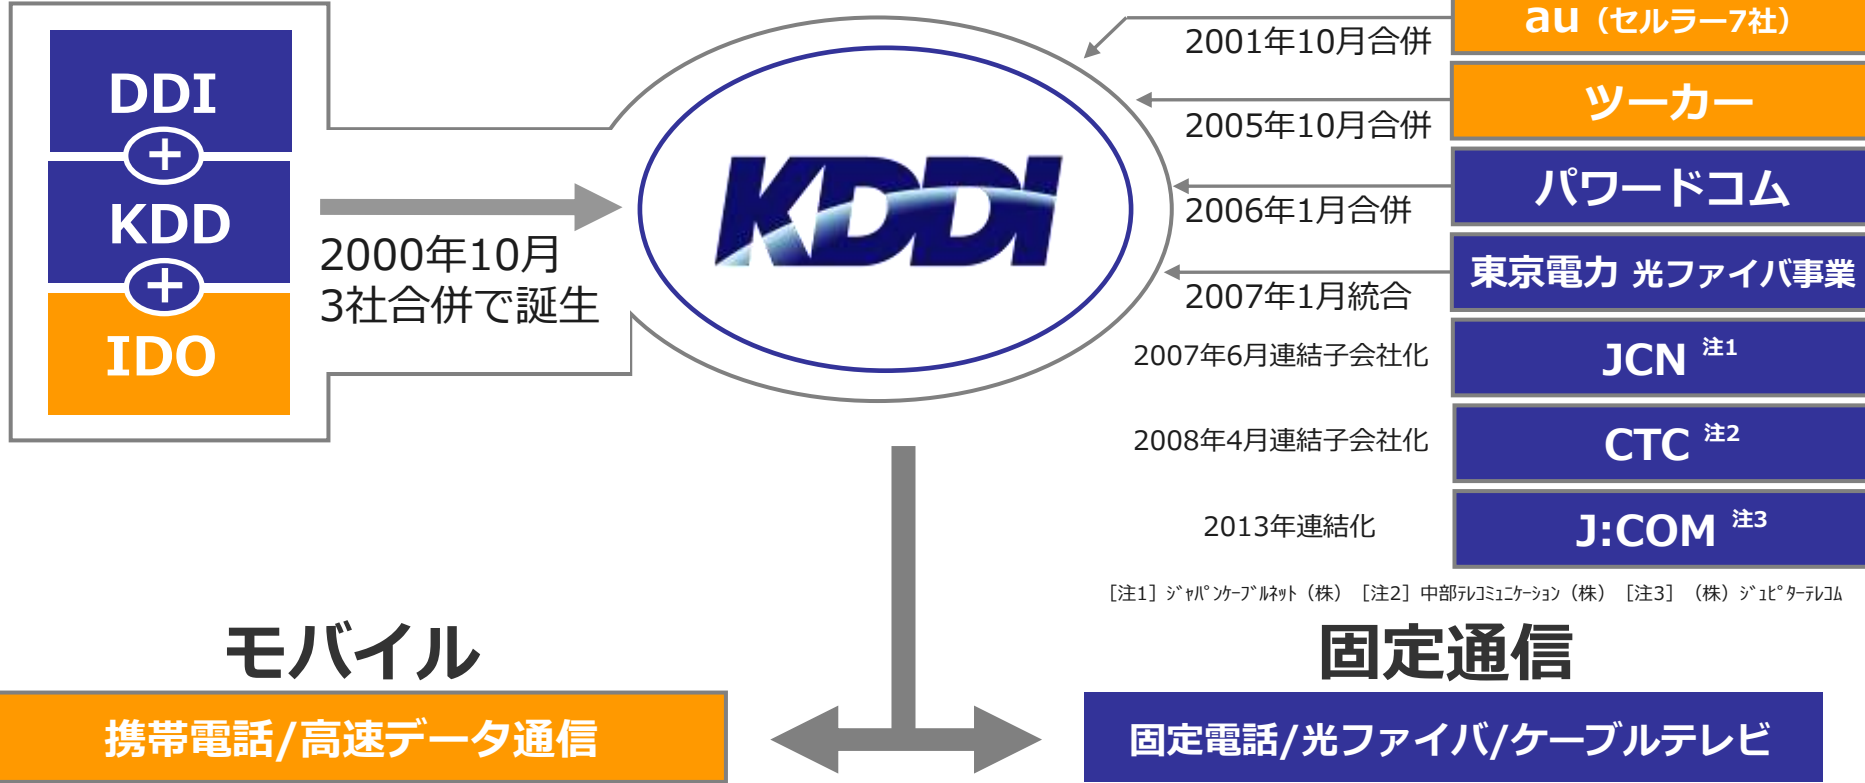 DDI
+
KDD
+
IDO
2000年10月
3社合併で誕生
KDDI
2001年10月合併
au（セルラー7社）
2005年10月合併
ツーカー
2006年1月合併
パワードコム
2007年1月統合
東京電力 光ファイバ事業
2007年6月連結子会社化
JCN 注1
2008年4月連結子会社化
CTC 注2
2013年連結化
J:COM 注3
［注1］ｼﾞｬﾊﾟﾝｹｰﾌﾞﾙﾈｯﾄ（株）［注2］中部ﾃﾚｺﾐｭﾆｹｰｼｮﾝ（株）［注3］（株）ｼﾞｭﾋﾟﾀｰﾃﾚｺﾑ
モバイル
携帯電話/高速データ通信
固定通信
固定電話/光ファイバ/ケーブルテレビ